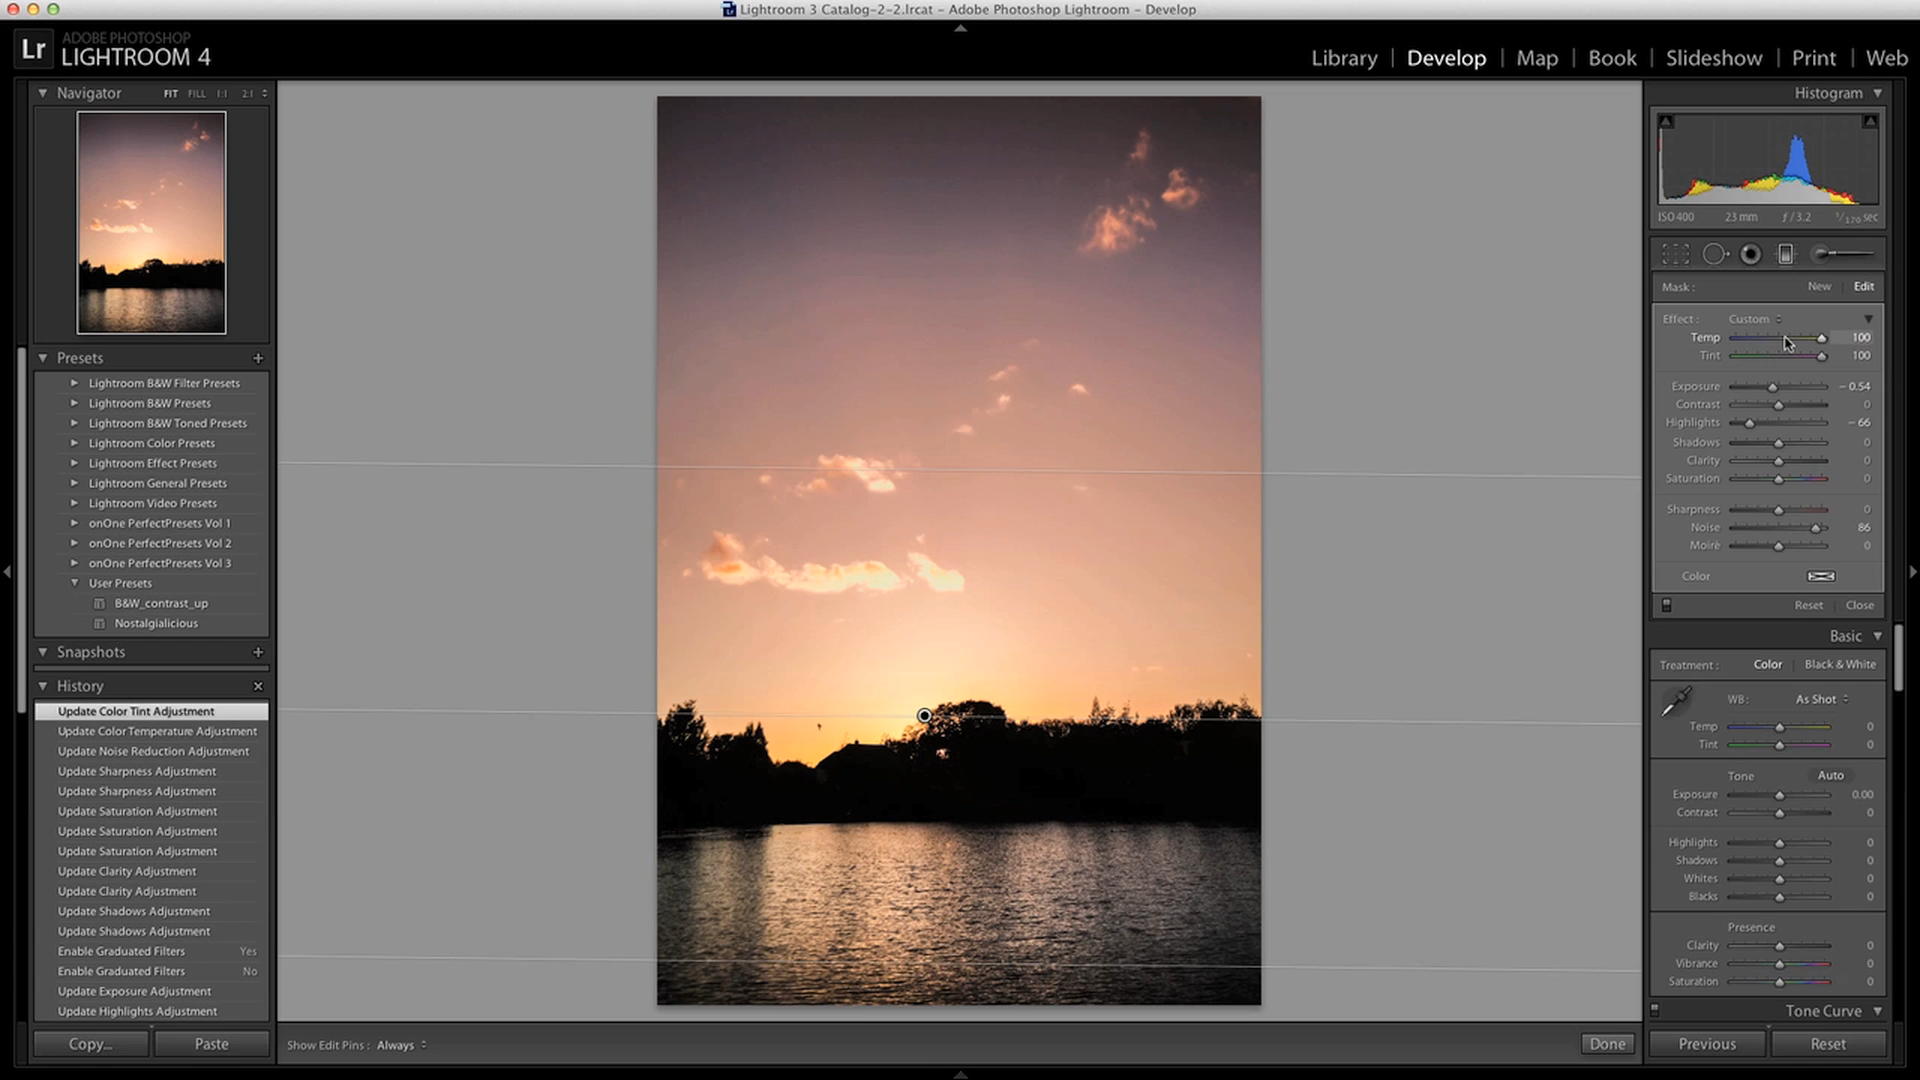 Lightroom 3 Catalog-2-2.lrcat - Adobe Photoshop Lightroom - Develop
Lr
ADOBE PHOTOSHOP
LIGHTROOM 4
Library | Develop | Map | Book | Slideshow | Print | Web
Navigator FIT FILL 1:1 2:1
Presets +
Lightroom B&W Filter Presets
Lightroom B&W Presets
Lightroom B&W Toned Presets
Lightroom Color Presets
Lightroom Effect Presets
Lightroom General Presets
Lightroom Video Presets
onOne PerfectPresets Vol 1
onOne PerfectPresets Vol 2
onOne PerfectPresets Vol 3
User Presets
B&W_contrast_up
Nostalgialicious
Snapshots +
History ×
Update Color Tint Adjustment
Update Color Temperature Adjustment
Update Noise Reduction Adjustment
Update Sharpness Adjustment
Update Sharpness Adjustment
Update Saturation Adjustment
Update Saturation Adjustment
Update Saturation Adjustment
Update Clarity Adjustment
Update Clarity Adjustment
Update Shadows Adjustment
Update Shadows Adjustment
Enable Graduated Filters Yes
Enable Graduated Filters No
Update Exposure Adjustment
Update Highlights Adjustment
Copy... Paste
Show Edit Pins : Always
Done
Histogram
ISO 400 23 mm ƒ / 3.2 1/170 sec
Mask : New Edit
Effect : Custom
Temp 100
Tint 100
Exposure - 0.54
Contrast 0
Highlights - 66
Shadows 0
Clarity 0
Saturation 0
Sharpness 0
Noise 86
Moiré 0
Color
Reset Close
Basic
Treatment : Color Black & White
WB : As Shot
Temp 0
Tint 0
Tone Auto
Exposure 0.00
Contrast 0
Highlights 0
Shadows 0
Whites 0
Blacks 0
Presence
Clarity 0
Vibrance 0
Saturation 0
Tone Curve
Previous Reset